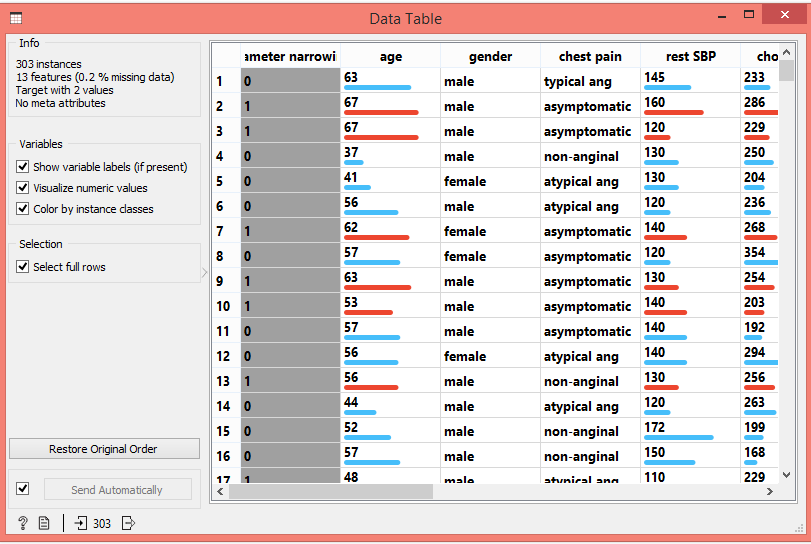 Data Table
Info
303 instances
13 features (0.2 % missing data)
Target with 2 values
No meta attributes
Variables
Show variable labels (if present)
Visualize numeric values
Color by instance classes
Selection
Select full rows
Restore Original Order
Send Automatically
? 303
ameter narrowi age gender chest pain rest SBP cho
1 0 63 male typical ang 145 233
2 1 67 male asymptomatic 160 286
3 1 67 male asymptomatic 120 229
4 0 37 male non-anginal 130 250
5 0 41 female atypical ang 130 204
6 0 56 male atypical ang 120 236
7 1 62 female asymptomatic 140 268
8 0 57 female asymptomatic 120 354
9 1 63 male asymptomatic 130 254
10 1 53 male asymptomatic 140 203
11 0 57 male asymptomatic 140 192
12 0 56 female atypical ang 140 294
13 1 56 male non-anginal 130 256
14 0 44 male atypical ang 120 263
15 0 52 male non-anginal 172 199
16 0 57 male non-anginal 150 168
17 1 48 male atypical ang 110 229